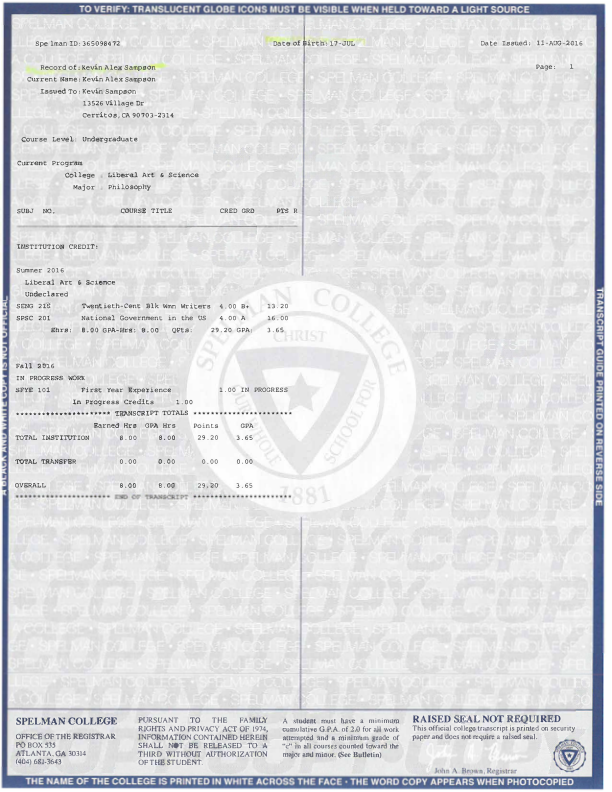 TO VERIFY: TRANSLUCENT GLOBE ICONS MUST BE VISIBLE WHEN HELD TOWARD A LIGHT SOURCE
Spelman ID: 365098472
Date of Birth: 17-JUL
Date Issued: 11-AUG-2016
Record of: Kevin Alex Sampson
Page: 1
Current Name: Kevin Alex Sampson
Issued To: Kevin Sampson
13526 Village Dr
Cerritos, CA 90703-2314
Course Level: Undergraduate
Current Program
College : Liberal Art & Science
Major : Philosophy
SUBJ NO. COURSE TITLE CRED GRD PTS R
INSTITUTION CREDIT:
Summer 2016
Liberal Art & Science
Undeclared
SENG 215 Twentieth-Cent Blk Wmn Writers 4.00 B+ 13.20
SPSC 201 National Government in the US 4.00 A 16.00
Ehrs: 8.00 GPA-Hrs: 8.00 QPts: 29.20 GPA: 3.65
Fall 2016
IN PROGRESS WORK
SFYE 101 First Year Experience 1.00 IN PROGRESS
In Progress Credits 1.00
********************** TRANSCRIPT TOTALS ***********************
Earned Hrs GPA Hrs Points GPA
TOTAL INSTITUTION 8.00 8.00 29.20 3.65
TOTAL TRANSFER 0.00 0.00 0.00 0.00
OVERALL 8.00 8.00 29.20 3.65
********************** END OF TRANSCRIPT ***********************
SPELMAN COLLEGE
CHRIST
OUR WHOLE SCHOOL FOR
1881
COPY COPY COPY
A BLACK AND WHITE COPY IS NOT OFFICIAL
TRANSCRIPT GUIDE PRINTED ON REVERSE SIDE
SPELMAN COLLEGE
OFFICE OF THE REGISTRAR
PO BOX 535
ATLANTA, GA 30314
(404) 681-3643
PURSUANT TO THE FAMILY
RIGHTS AND PRIVACY ACT OF 1974,
INFORMATION CONTAINED HEREIN
SHALL NOT BE RELEASED TO A
THIRD WITHOUT AUTHORIZATION
OF THE STUDENT.
A student must have a minimum
cumulative G.P.A. of 2.0 for all work
attempted and a minimum grade of
"c" in all courses counted toward the
major and minor. (See Bulletin)
RAISED SEAL NOT REQUIRED
This official college transcript is printed on security
paper and does not require a raised seal.
John A. Brown, Registrar
THE NAME OF THE COLLEGE IS PRINTED IN WHITE ACROSS THE FACE · THE WORD COPY APPEARS WHEN PHOTOCOPIED